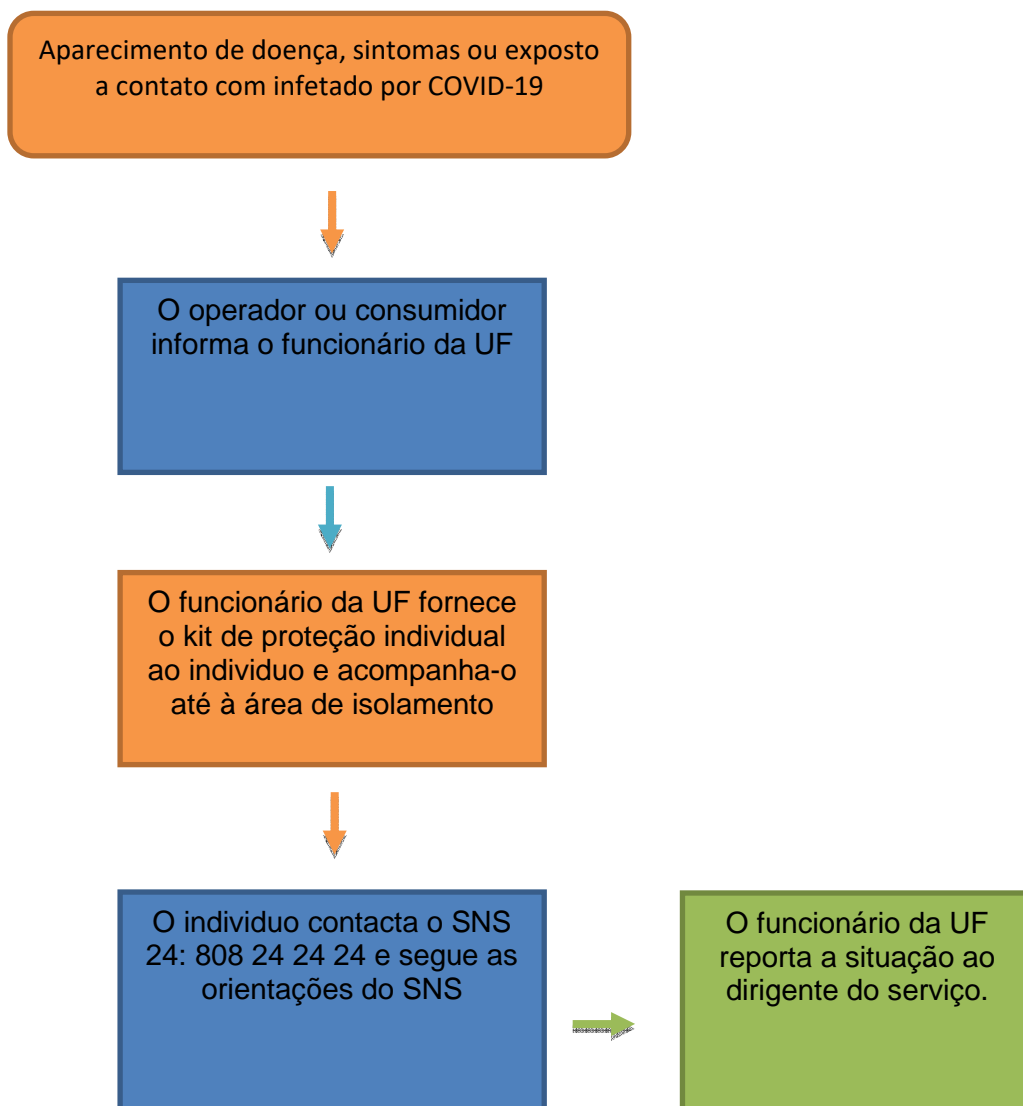 Aparecimento de doença, sintomas ou exposto
a contato com infetado por COVID-19
O operador ou consumidor
informa o funcionário da UF
O funcionário da UF fornece
o kit de proteção individual
ao individuo e acompanha-o
até à área de isolamento
O individuo contacta o SNS
24: 808 24 24 24 e segue as
orientações do SNS
O funcionário da UF
reporta a situação ao
dirigente do serviço.